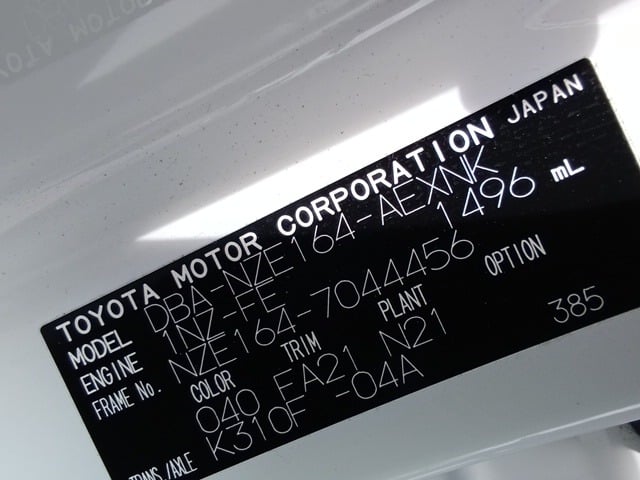 TOYOTA MOTOR CORPORATION JAPAN
MODEL DBA-NZE164-AEXNK
ENGINE 1NZ-FE 1496 mL
FRAME No. NZE164-7044456
COLOR TRIM PLANT OPTION
040 FA21 N21 385
TRANS./AXLE K310F -04A